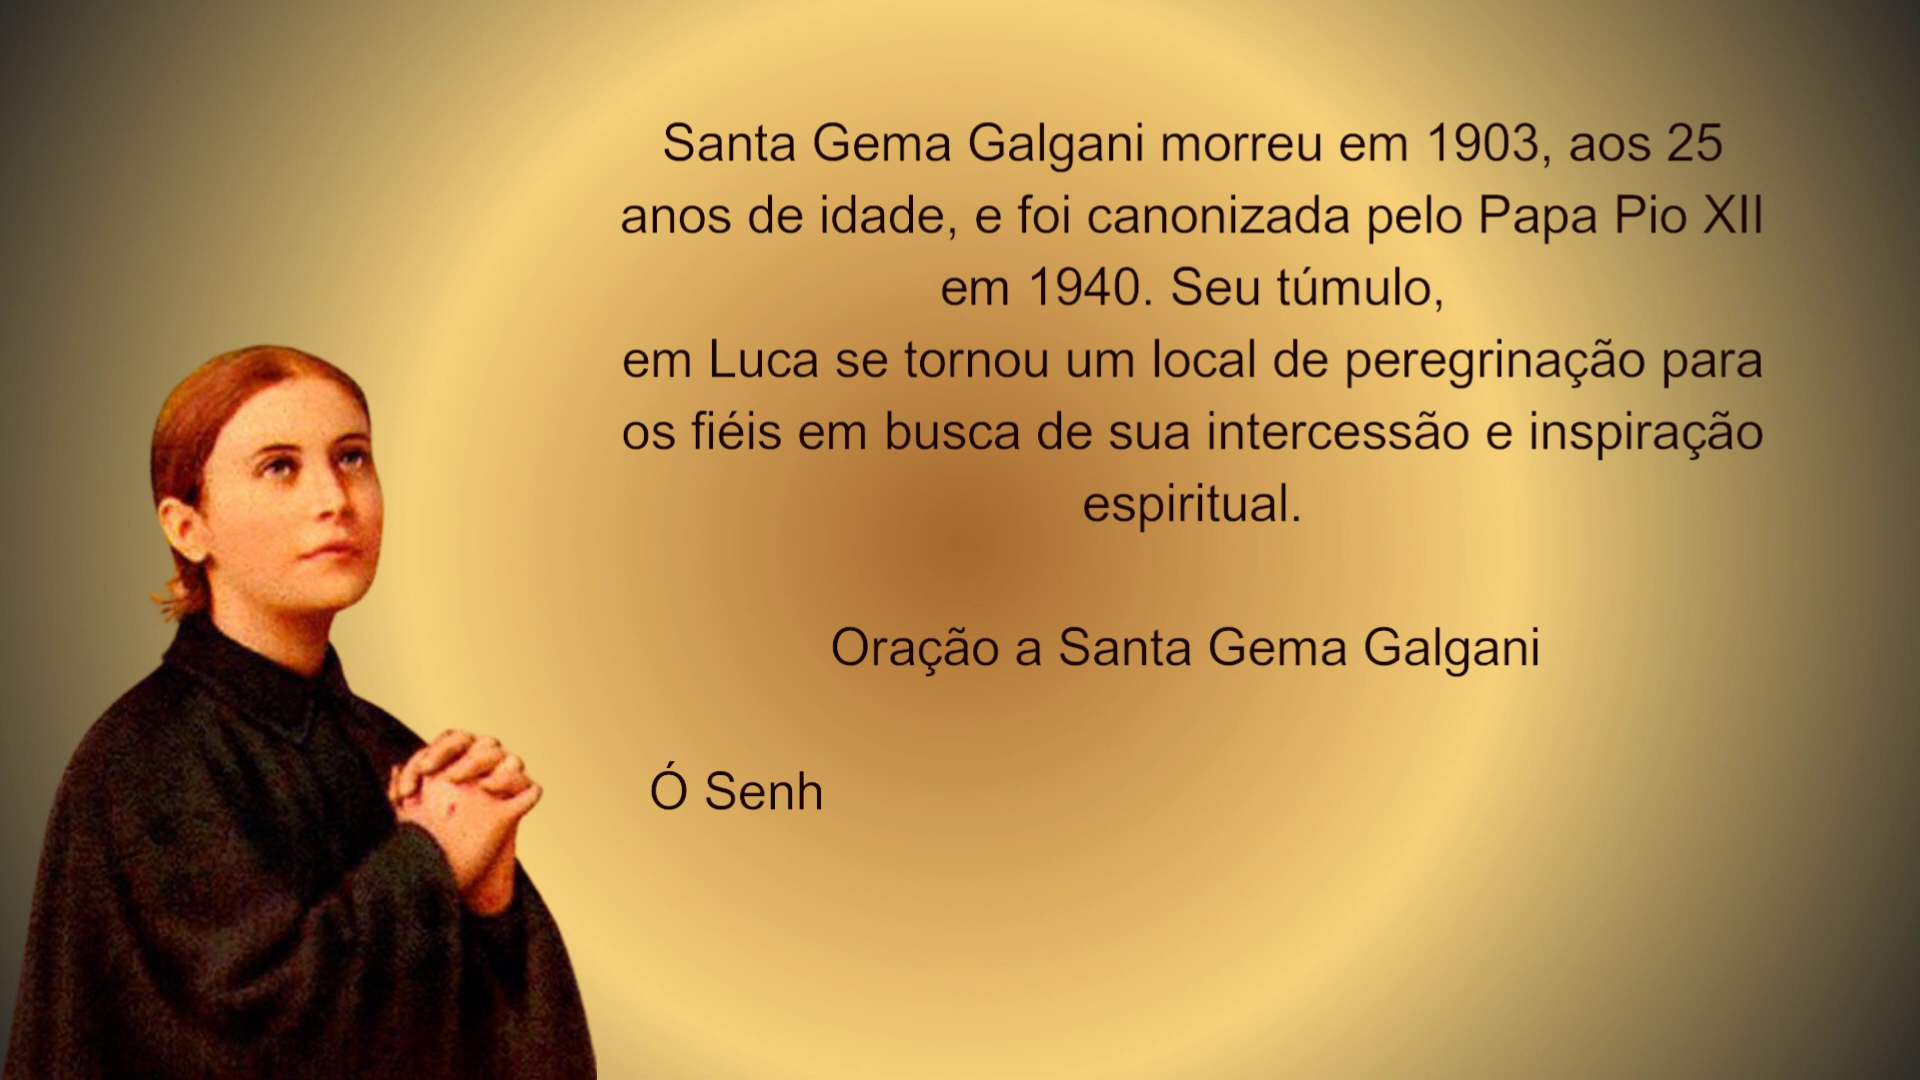 Santa Gema Galgani morreu em 1903, aos 25
anos de idade, e foi canonizada pelo Papa Pio XII
em 1940. Seu túmulo,
em Luca se tornou um local de peregrinação para
os fiéis em busca de sua intercessão e inspiração
espiritual.
Oração a Santa Gema Galgani
Ó Senh